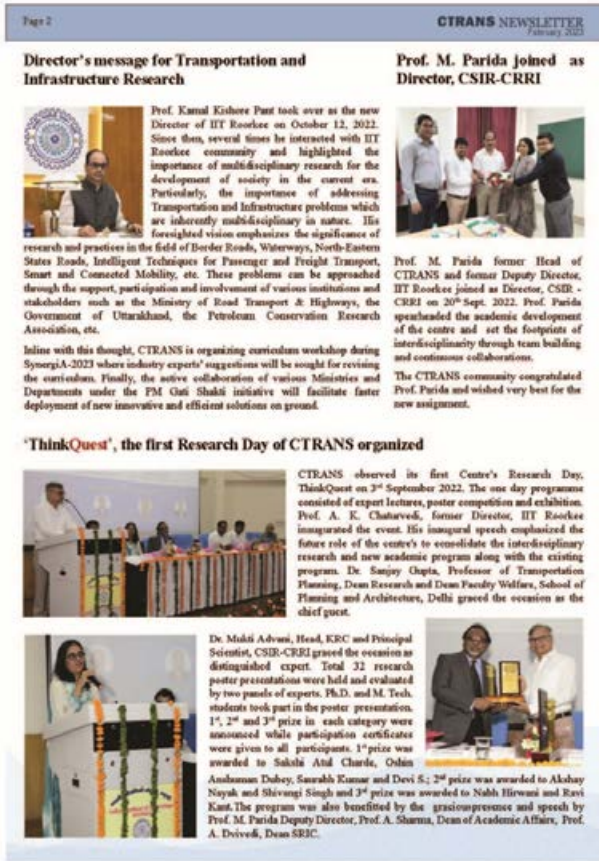 Page 2
CTRANS NEWSLETTER
February, 2023
Director's message for Transportation and
Infrastructure Research
Prof. Kamal Kishore Pant took over as the new
Director of IIT Roorkee on October 12, 2022.
Since then, several times he interacted with IIT
Roorkee community and highlighted the
importance of multidisciplinary research for the
development of society in the current era.
Particularly, the importance of addressing
Transportation and Infrastructure problems which
are inherently multidisciplinary in nature. His
foresighted vision emphasizes the significance of
research and practices in the field of Border Roads, Waterways, North-Eastern
States Roads, Intelligent Techniques for Passenger and Freight Transport,
Smart and Connected Mobility, etc. These problems can be approached
through the support, participation and involvement of various institutions and
stakeholders such as the Ministry of Road Transport & Highways, the
Government of Uttarakhand, the Petroleum Conservation Research
Association, etc.
Inline with this thought, CTRANS is organizing curriculum workshop during
SynergiA-2023 where industry experts' suggestions will be sought for revising
the curriculum. Finally, the active collaboration of various Ministries and
Departments under the PM Gati Shakti initiative will facilitate faster
deployment of new innovative and efficient solutions on ground.
Prof. M. Parida joined as
Director, CSIR-CRRI
Prof. M. Parida former Head of
CTRANS and former Deputy Director,
IIT Roorkee joined as Director, CSIR -
CRRI on 20th Sept. 2022. Prof. Parida
spearheaded the academic development
of the centre and set the footprints of
interdisciplinarity through team building
and continuous collaborations.
The CTRANS community congratulated
Prof. Parida and wished very best for the
new assignment.
'ThinkQuest', the first Research Day of CTRANS organized
CTRANS observed its first Centre's Research Day,
ThinkQuest on 3rd September 2022. The one day programme
consisted of expert lectures, poster competition and exhibition.
Prof. A. K. Chaturvedi, former Director, IIT Roorkee
inaugurated the event. His inaugural speech emphasized the
future role of the centre's to consolidate the interdisciplinary
research and new academic program along with the existing
program. Dr. Sanjay Gupta, Professor of Transportation
Planning, Dean Research and Dean Faculty Welfare, School of
Planning and Architecture, Delhi graced the occasion as the
chief guest.
Dr. Mukti Advani, Head, KRC and Principal
Scientist, CSIR-CRRI graced the occasion as
distinguished expert. Total 32 research
poster presentations were held and evaluated
by two panels of experts. Ph.D. and M. Tech.
students took part in the poster presentation.
1st, 2nd and 3rd prize in each category were
announced while participation certificates
were given to all participants. 1st prize was
awarded to Sakshi Atul Charde, Oshin
Anshuman Dubey, Saurabh Kumar and Devi S.; 2nd prize was awarded to Akshay
Nayak and Shivangi Singh and 3rd prize was awarded to Nabh Hirwani and Ravi
Kant. The program was also benefitted by the graciouspresence and speech by
Prof. M. Parida Deputy Director, Prof. A. Sharma, Dean of Academic Affairs, Prof.
A. Dvivedi, Dean SRIC.